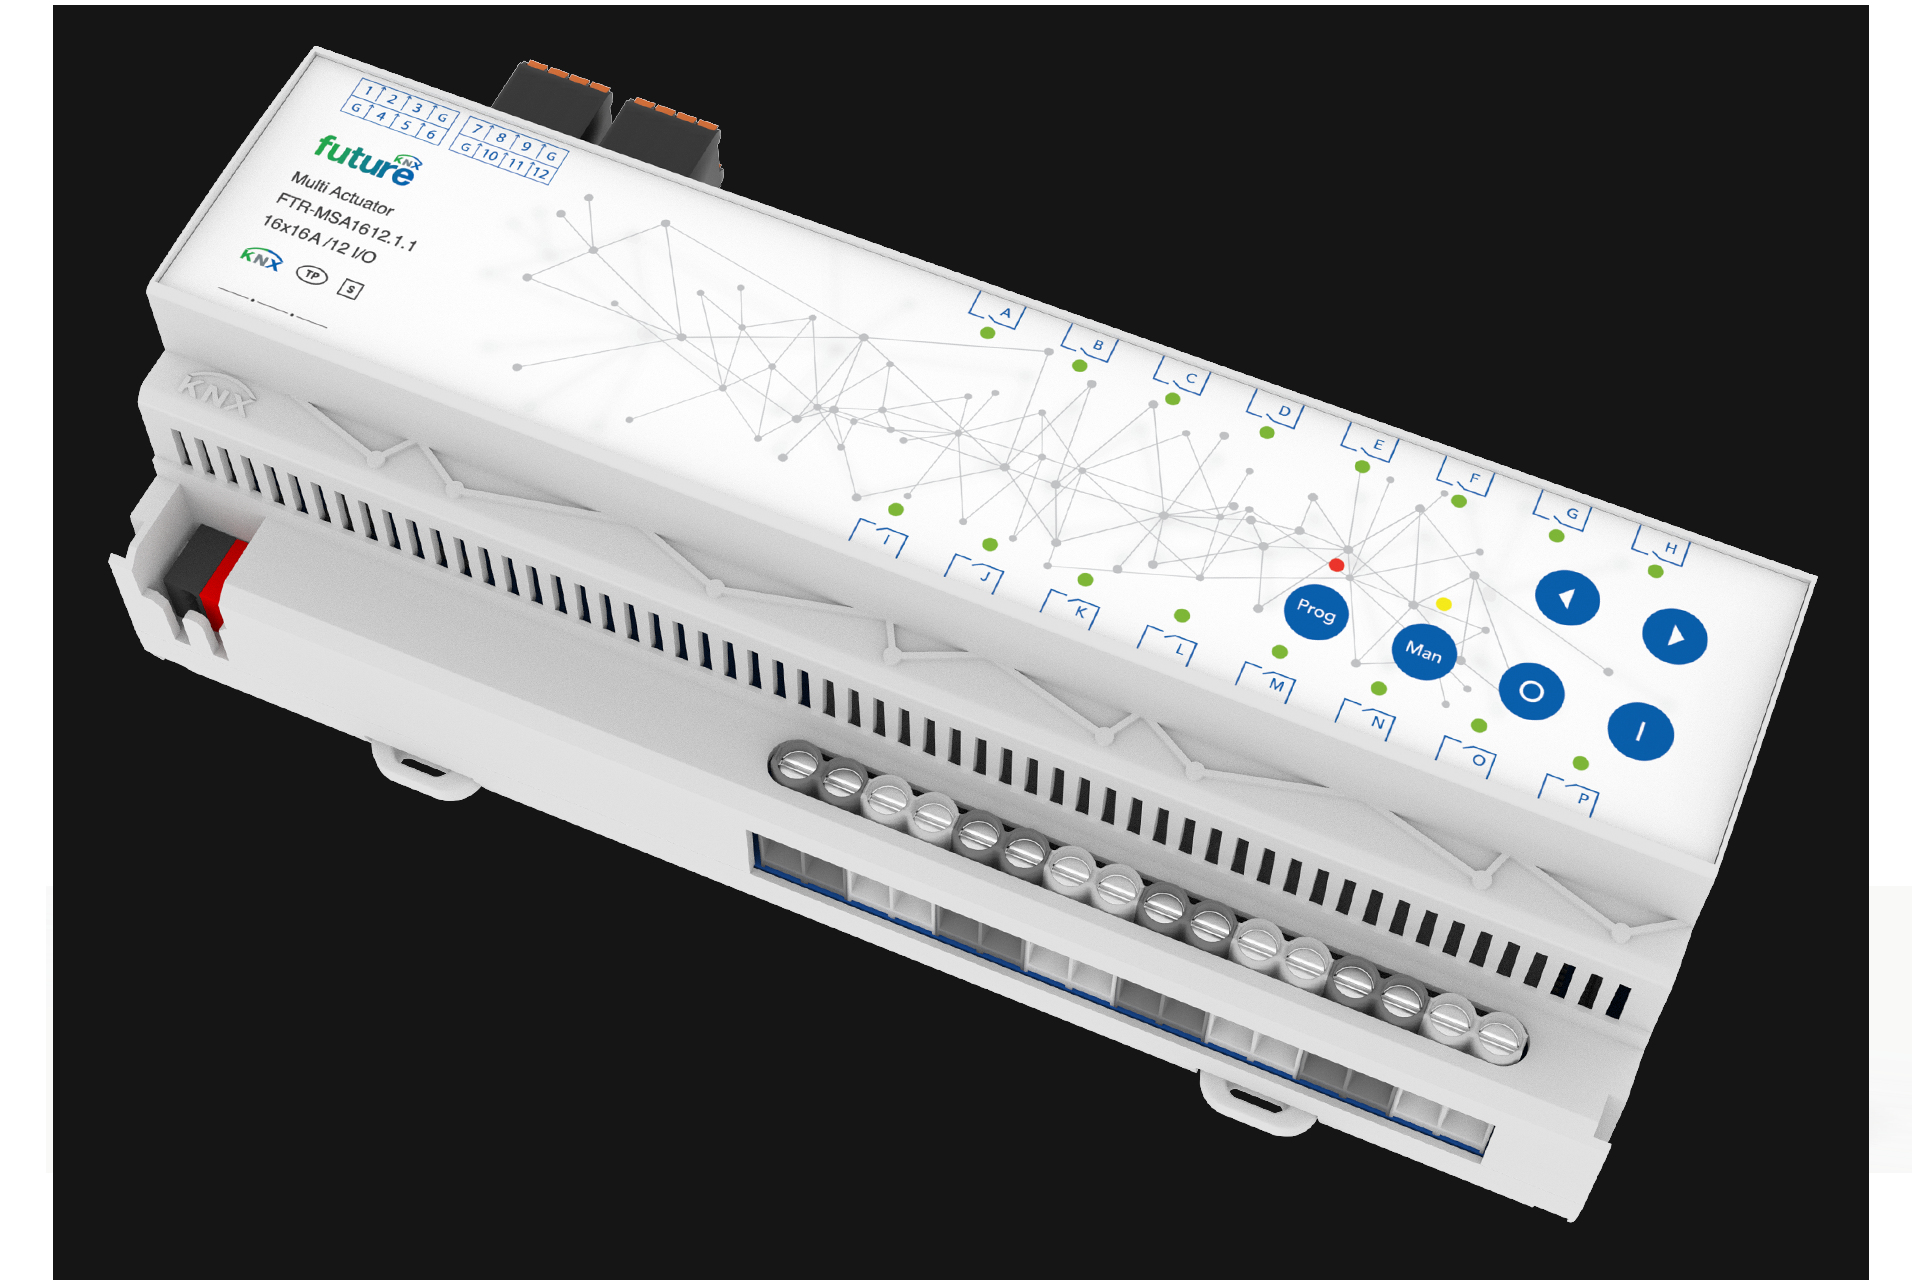 1 2 3 G
G 4 5 6
7 8 9 G
G 10 11 12
future KNX
Multi Actuator
FTR-MSA1612.1.1
16x16A /12 I/O
KNX TP S
KNX
A B C D E F G H
I J K L M N O P
Prog
Man
O
I